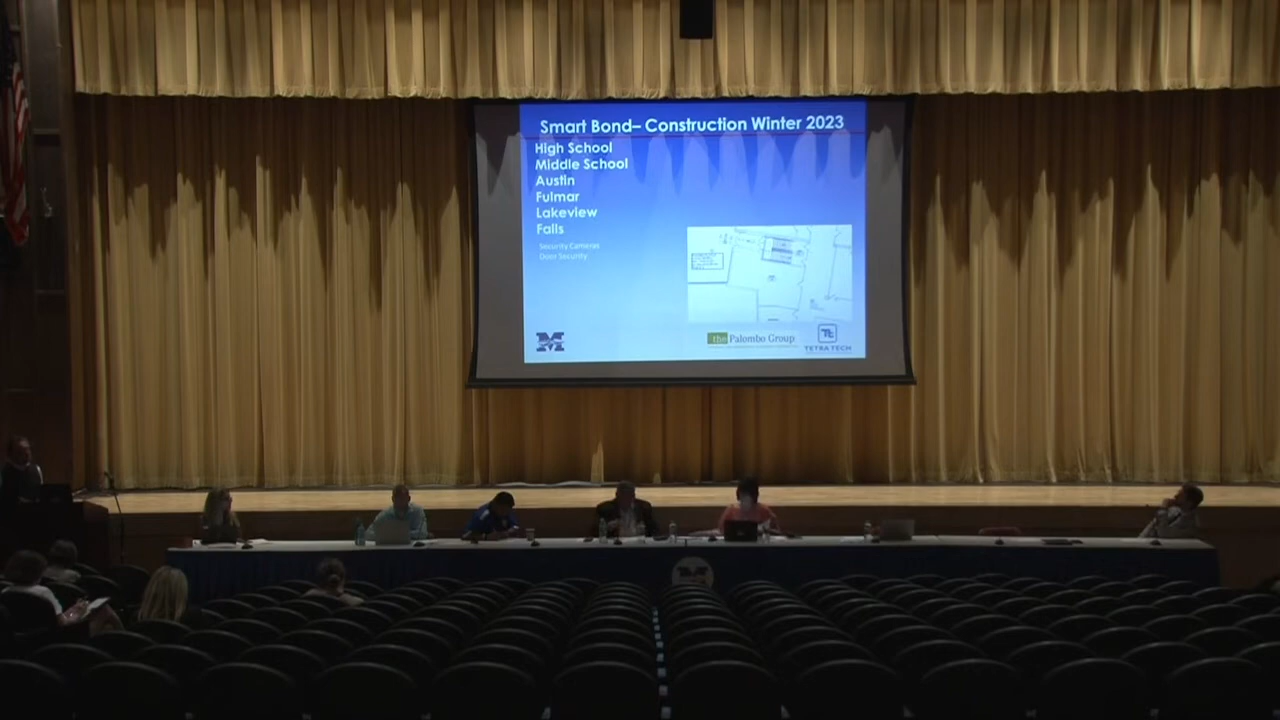 Smart Bond– Construction Winter 2023
High School
Middle School
Austin
Fulmar
Lakeview
Falls
Security Cameras
Door Security
M
the Palombo Group
TETRA TECH